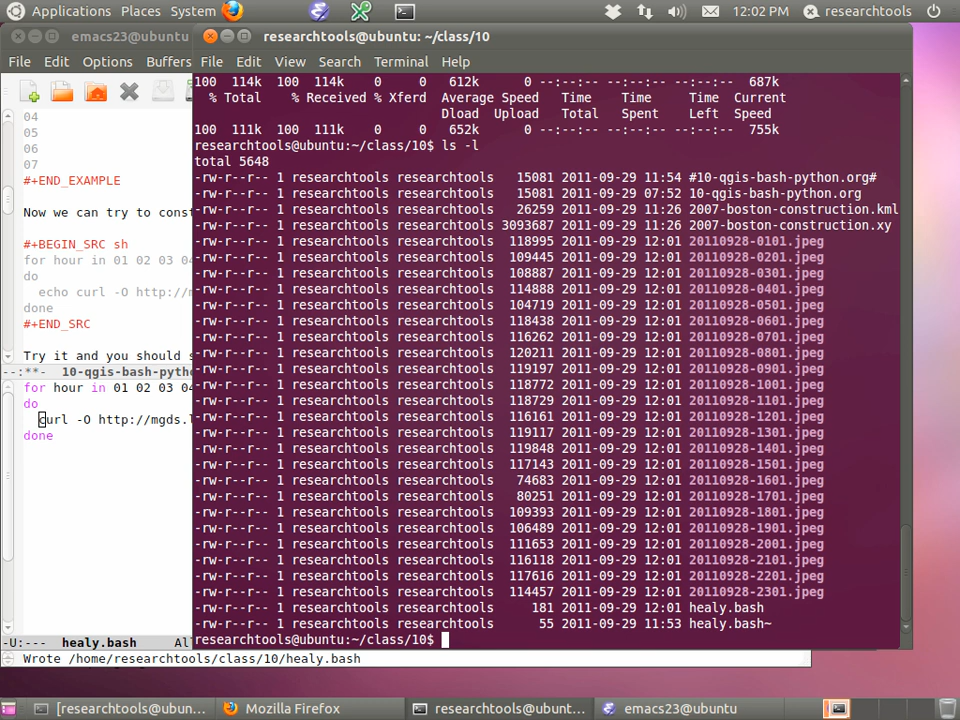 Applications Places System 12:02 PM researchtools
emacs23@ubuntu
File Edit Options Buffers
04
05
06
07
#+END_EXAMPLE
Now we can try to const
#+BEGIN_SRC sh
for hour in 01 02 03 04
do
echo curl -O http://m
done
#+END_SRC
Try it and you should s
--:**- 10-qgis-bash-pytho
for hour in 01 02 03 04
do
curl -O http://mgds.l
done
-U:--- healy.bash Al
Wrote /home/researchtools/class/10/healy.bash
researchtools@ubuntu: ~/class/10
File Edit View Search Terminal Help
100 114k 100 114k 0 0 612k 0 --:--:-- --:--:-- --:--:-- 687k
% Total % Received % Xferd Average Speed Time Time Time Current
Dload Upload Total Spent Left Speed
100 111k 100 111k 0 0 652k 0 --:--:-- --:--:-- --:--:-- 755k
researchtools@ubuntu:~/class/10$ ls -l
total 5648
-rw-r--r-- 1 researchtools researchtools 15081 2011-09-29 11:54 #10-qgis-bash-python.org#
-rw-r--r-- 1 researchtools researchtools 15081 2011-09-29 07:52 10-qgis-bash-python.org
-rw-r--r-- 1 researchtools researchtools 26259 2011-09-29 11:26 2007-boston-construction.kml
-rw-r--r-- 1 researchtools researchtools 3093687 2011-09-29 11:26 2007-boston-construction.xy
-rw-r--r-- 1 researchtools researchtools 118995 2011-09-29 12:01 20110928-0101.jpeg
-rw-r--r-- 1 researchtools researchtools 109445 2011-09-29 12:01 20110928-0201.jpeg
-rw-r--r-- 1 researchtools researchtools 108887 2011-09-29 12:01 20110928-0301.jpeg
-rw-r--r-- 1 researchtools researchtools 114888 2011-09-29 12:01 20110928-0401.jpeg
-rw-r--r-- 1 researchtools researchtools 104719 2011-09-29 12:01 20110928-0501.jpeg
-rw-r--r-- 1 researchtools researchtools 118438 2011-09-29 12:01 20110928-0601.jpeg
-rw-r--r-- 1 researchtools researchtools 116262 2011-09-29 12:01 20110928-0701.jpeg
-rw-r--r-- 1 researchtools researchtools 120211 2011-09-29 12:01 20110928-0801.jpeg
-rw-r--r-- 1 researchtools researchtools 119197 2011-09-29 12:01 20110928-0901.jpeg
-rw-r--r-- 1 researchtools researchtools 118772 2011-09-29 12:01 20110928-1001.jpeg
-rw-r--r-- 1 researchtools researchtools 118729 2011-09-29 12:01 20110928-1101.jpeg
-rw-r--r-- 1 researchtools researchtools 116161 2011-09-29 12:01 20110928-1201.jpeg
-rw-r--r-- 1 researchtools researchtools 119117 2011-09-29 12:01 20110928-1301.jpeg
-rw-r--r-- 1 researchtools researchtools 119848 2011-09-29 12:01 20110928-1401.jpeg
-rw-r--r-- 1 researchtools researchtools 117143 2011-09-29 12:01 20110928-1501.jpeg
-rw-r--r-- 1 researchtools researchtools 74683 2011-09-29 12:01 20110928-1601.jpeg
-rw-r--r-- 1 researchtools researchtools 80251 2011-09-29 12:01 20110928-1701.jpeg
-rw-r--r-- 1 researchtools researchtools 109393 2011-09-29 12:01 20110928-1801.jpeg
-rw-r--r-- 1 researchtools researchtools 106489 2011-09-29 12:01 20110928-1901.jpeg
-rw-r--r-- 1 researchtools researchtools 111653 2011-09-29 12:01 20110928-2001.jpeg
-rw-r--r-- 1 researchtools researchtools 116118 2011-09-29 12:01 20110928-2101.jpeg
-rw-r--r-- 1 researchtools researchtools 117616 2011-09-29 12:01 20110928-2201.jpeg
-rw-r--r-- 1 researchtools researchtools 114457 2011-09-29 12:01 20110928-2301.jpeg
-rw-r--r-- 1 researchtools researchtools 181 2011-09-29 12:01 healy.bash
-rw-r--r-- 1 researchtools researchtools 55 2011-09-29 11:53 healy.bash~
researchtools@ubuntu:~/class/10$
[researchtools@ubun... Mozilla Firefox researchtools@ubunt... emacs23@ubuntu